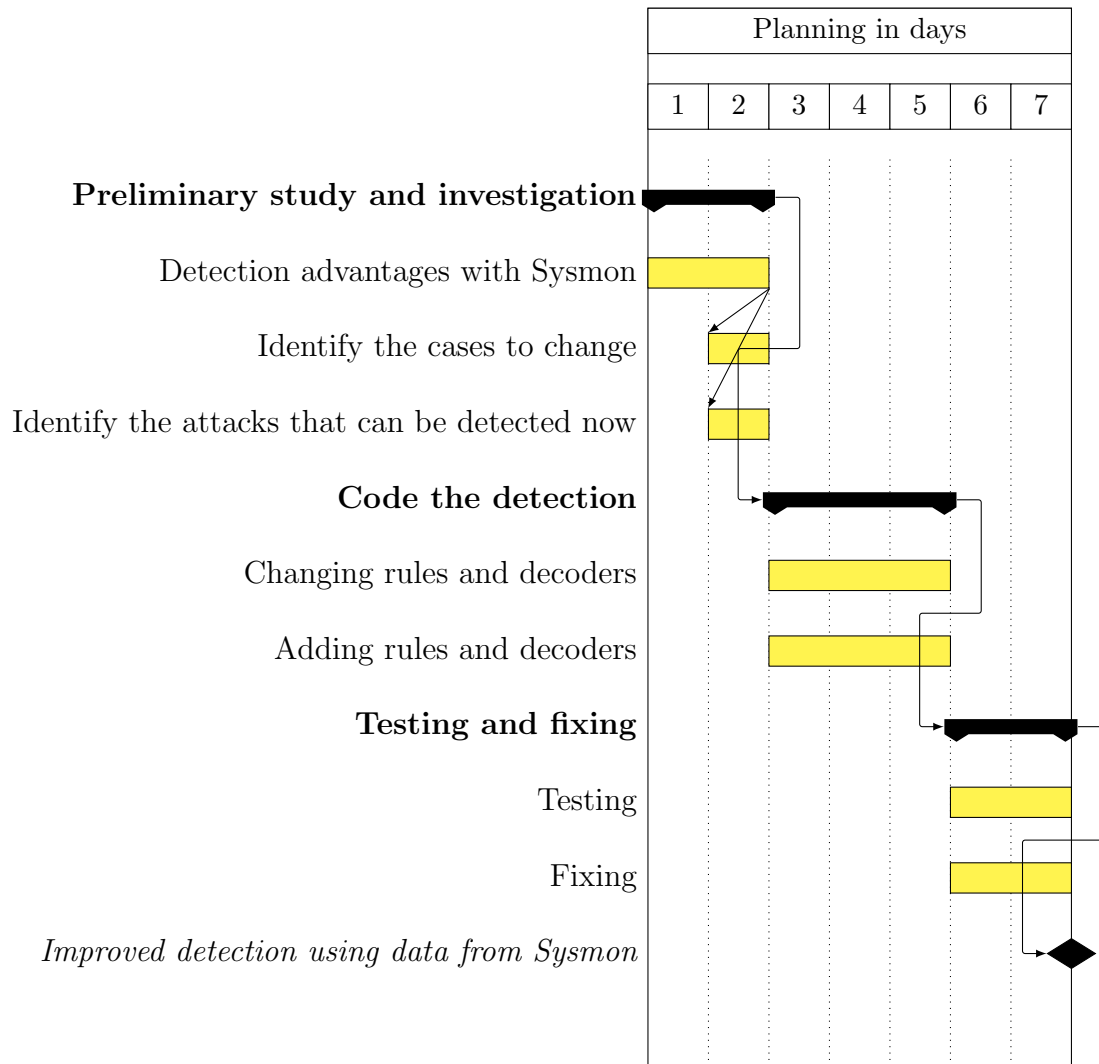 Planning in days
1 2 3 4 5 6 7
Preliminary study and investigation
Detection advantages with Sysmon
Identify the cases to change
Identify the attacks that can be detected now
Code the detection
Changing rules and decoders
Adding rules and decoders
Testing and fixing
Testing
Fixing
Improved detection using data from Sysmon